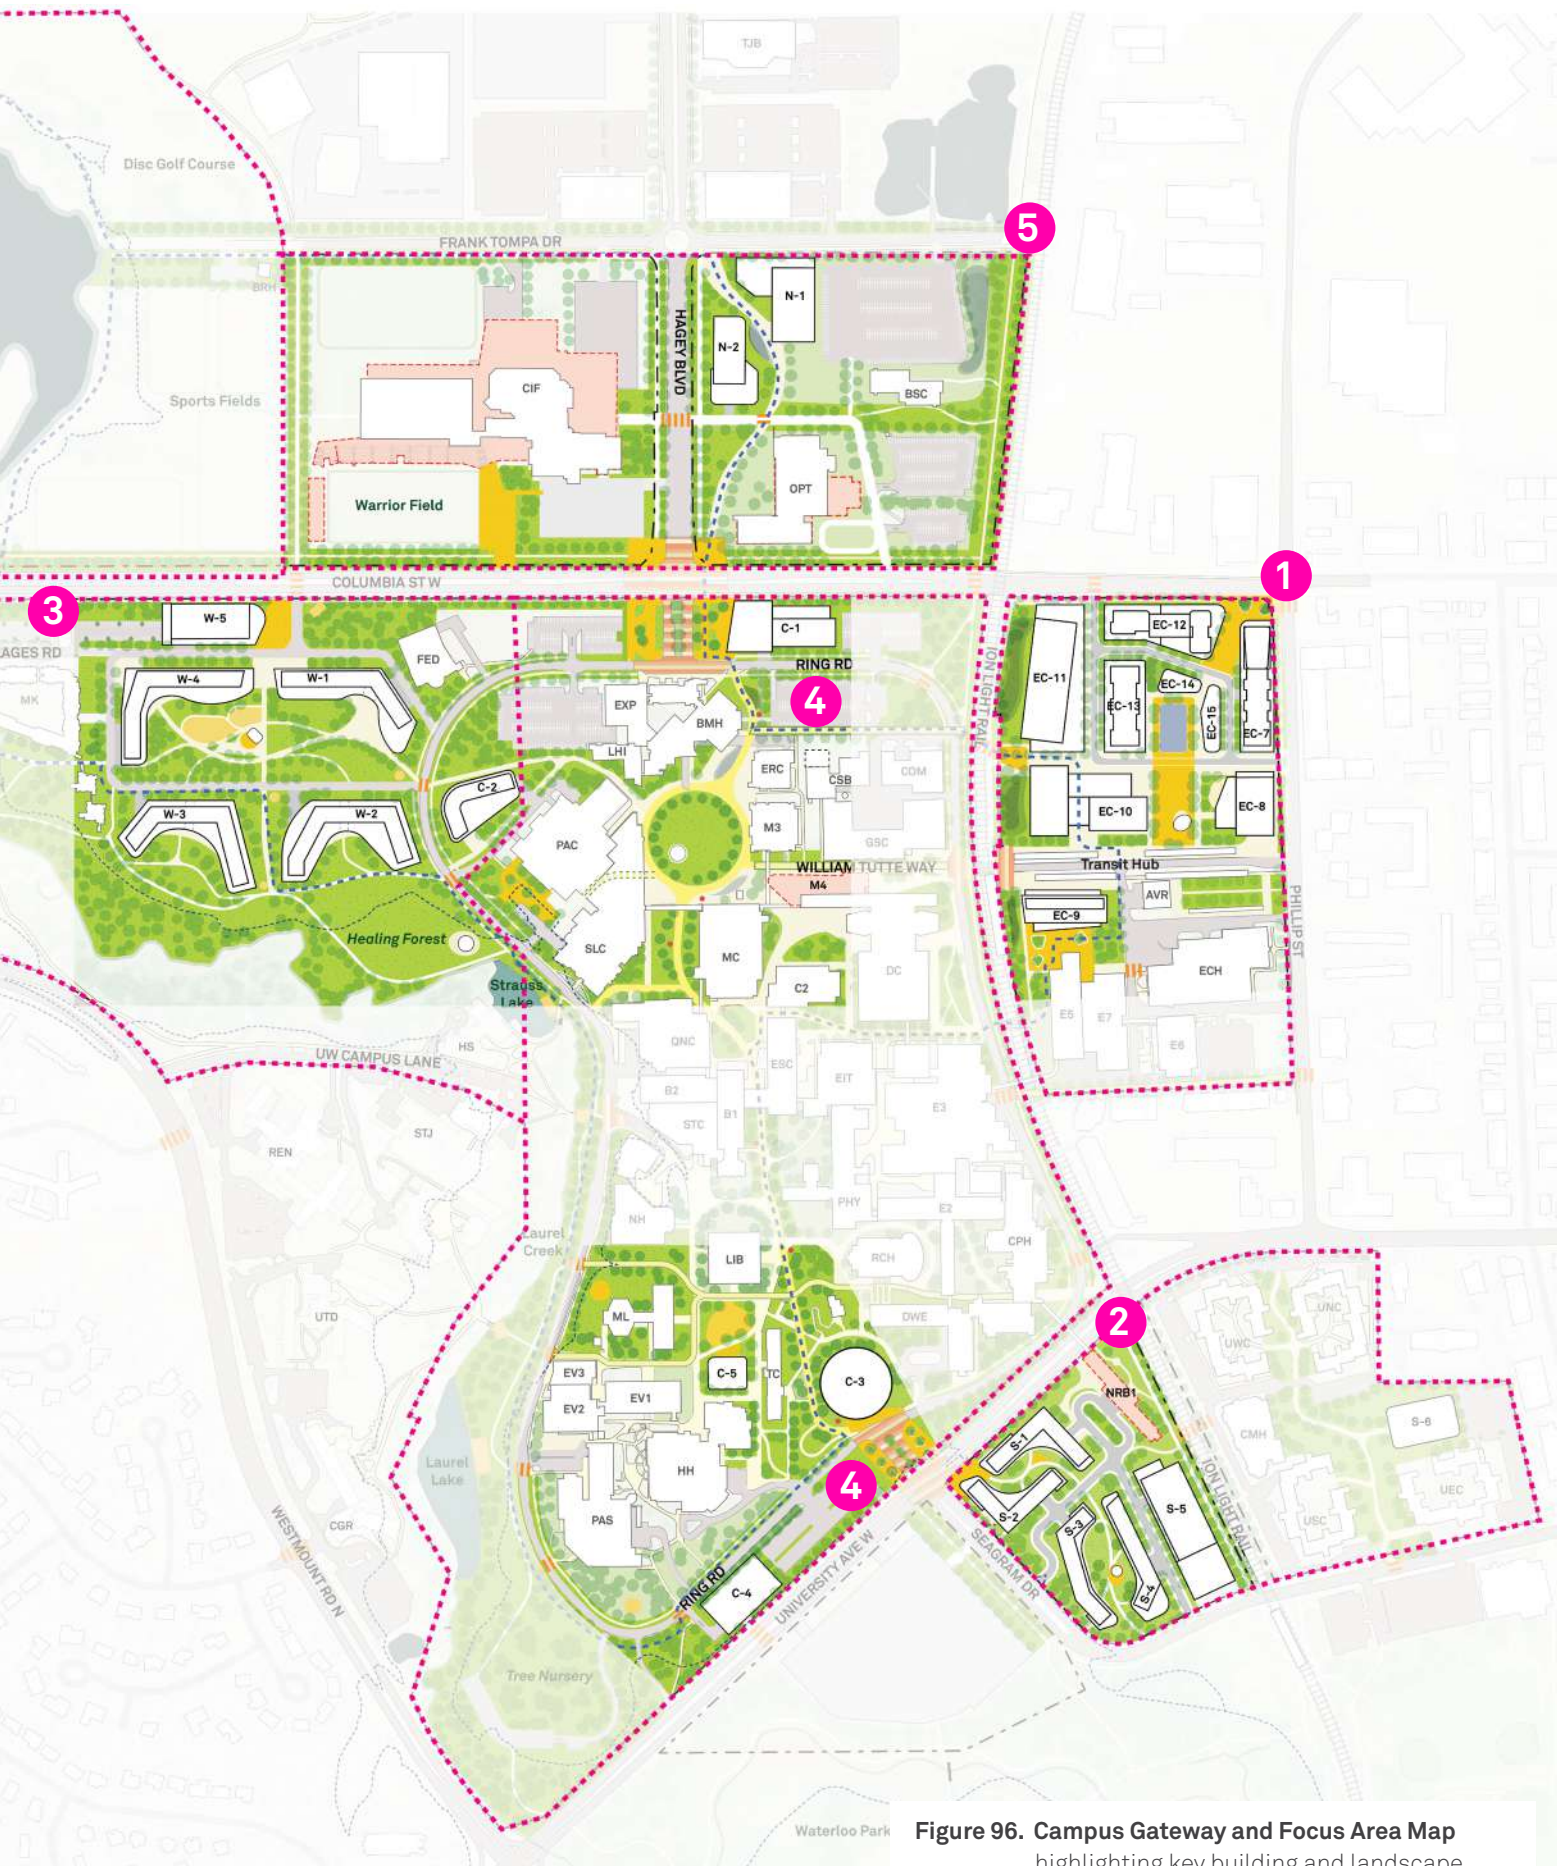 TJB
Disc Golf Course
5
FRANK TOMPA DR
BRH
N-1
HAGEY BLVD
N-2
CIF
BSC
Sports Fields
OPT
Warrior Field
COLUMBIA ST W
1
3
W-5
C-1
EC-12
AGES RD
FED
RING RD
ION LIGHT RAIL
EC-11
W-4
W-1
EC-14
MK
4
EXP
BMH
EC-13
EC-15
EC-7
LHI
ERC
CSB
COM
C-2
EC-10
EC-8
W-3
W-2
M3
PAC
GSC
WILLIAM TUTTE WAY
Transit Hub
M4
AVR
PHILLIP ST
EC-9
Healing Forest
SLC
MC
DC
ECH
C2
Strauss
Lake
E5
E7
QNC
HS
E6
UW CAMPUS LANE
ESC
EIT
B2
B1
E3
STC
STJ
REN
PHY
E2
NH
Laurel
Creek
CPH
LIB
RCH
ML
DWE
UTD
2
UNC
UWC
EV3
C-5
TC
C-3
NRB1
EV1
EV2
S-6
CMH
S-1
Laurel
Lake
HH
4
ION LIGHT RAIL
UEC
S-5
S-2
S-3
PAS
USC
CGR
WESTMOUNT RD N
UNIVERSITY AVE W
SEAGRAM DR
RING RD
C-4
S-4
Tree Nursery
Waterloo Park
Figure 96. Campus Gateway and Focus Area Map
highlighting key building and landscape